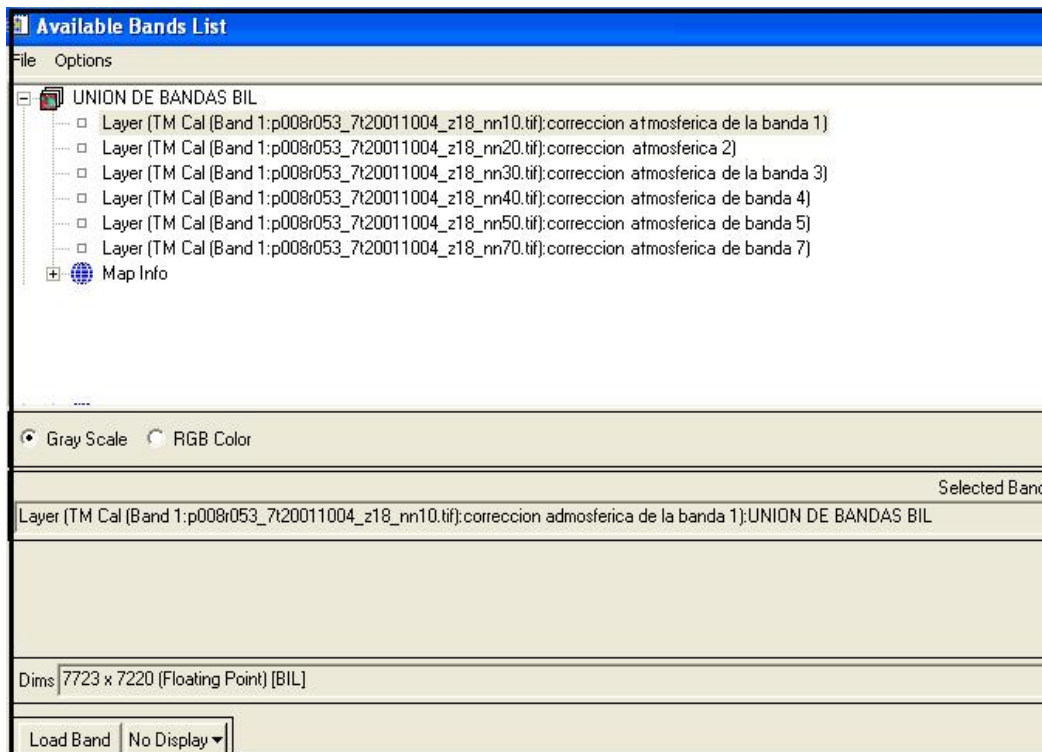 Available Bands List
File Options
UNION DE BANDAS BIL
Layer (TM Cal (Band 1:p008r053_7t20011004_z18_nn10.tif):correccion atmosferica de la banda 1)
Layer (TM Cal (Band 1:p008r053_7t20011004_z18_nn20.tif):correccion atmosferica 2)
Layer (TM Cal (Band 1:p008r053_7t20011004_z18_nn30.tif):correccion atmosferica de la banda 3)
Layer (TM Cal (Band 1:p008r053_7t20011004_z18_nn40.tif):correccion atmosferica de banda 4)
Layer (TM Cal (Band 1:p008r053_7t20011004_z18_nn50.tif):correccion atmosferica de banda 5)
Layer (TM Cal (Band 1:p008r053_7t20011004_z18_nn70.tif):correccion atmosferica de banda 7)
Map Info
Gray Scale RGB Color
Selected Band
Layer (TM Cal (Band 1:p008r053_7t20011004_z18_nn10.tif):correccion admosferica de la banda 1):UNION DE BANDAS BIL
Dims 7723 x 7220 (Floating Point) [BIL]
Load Band No Display